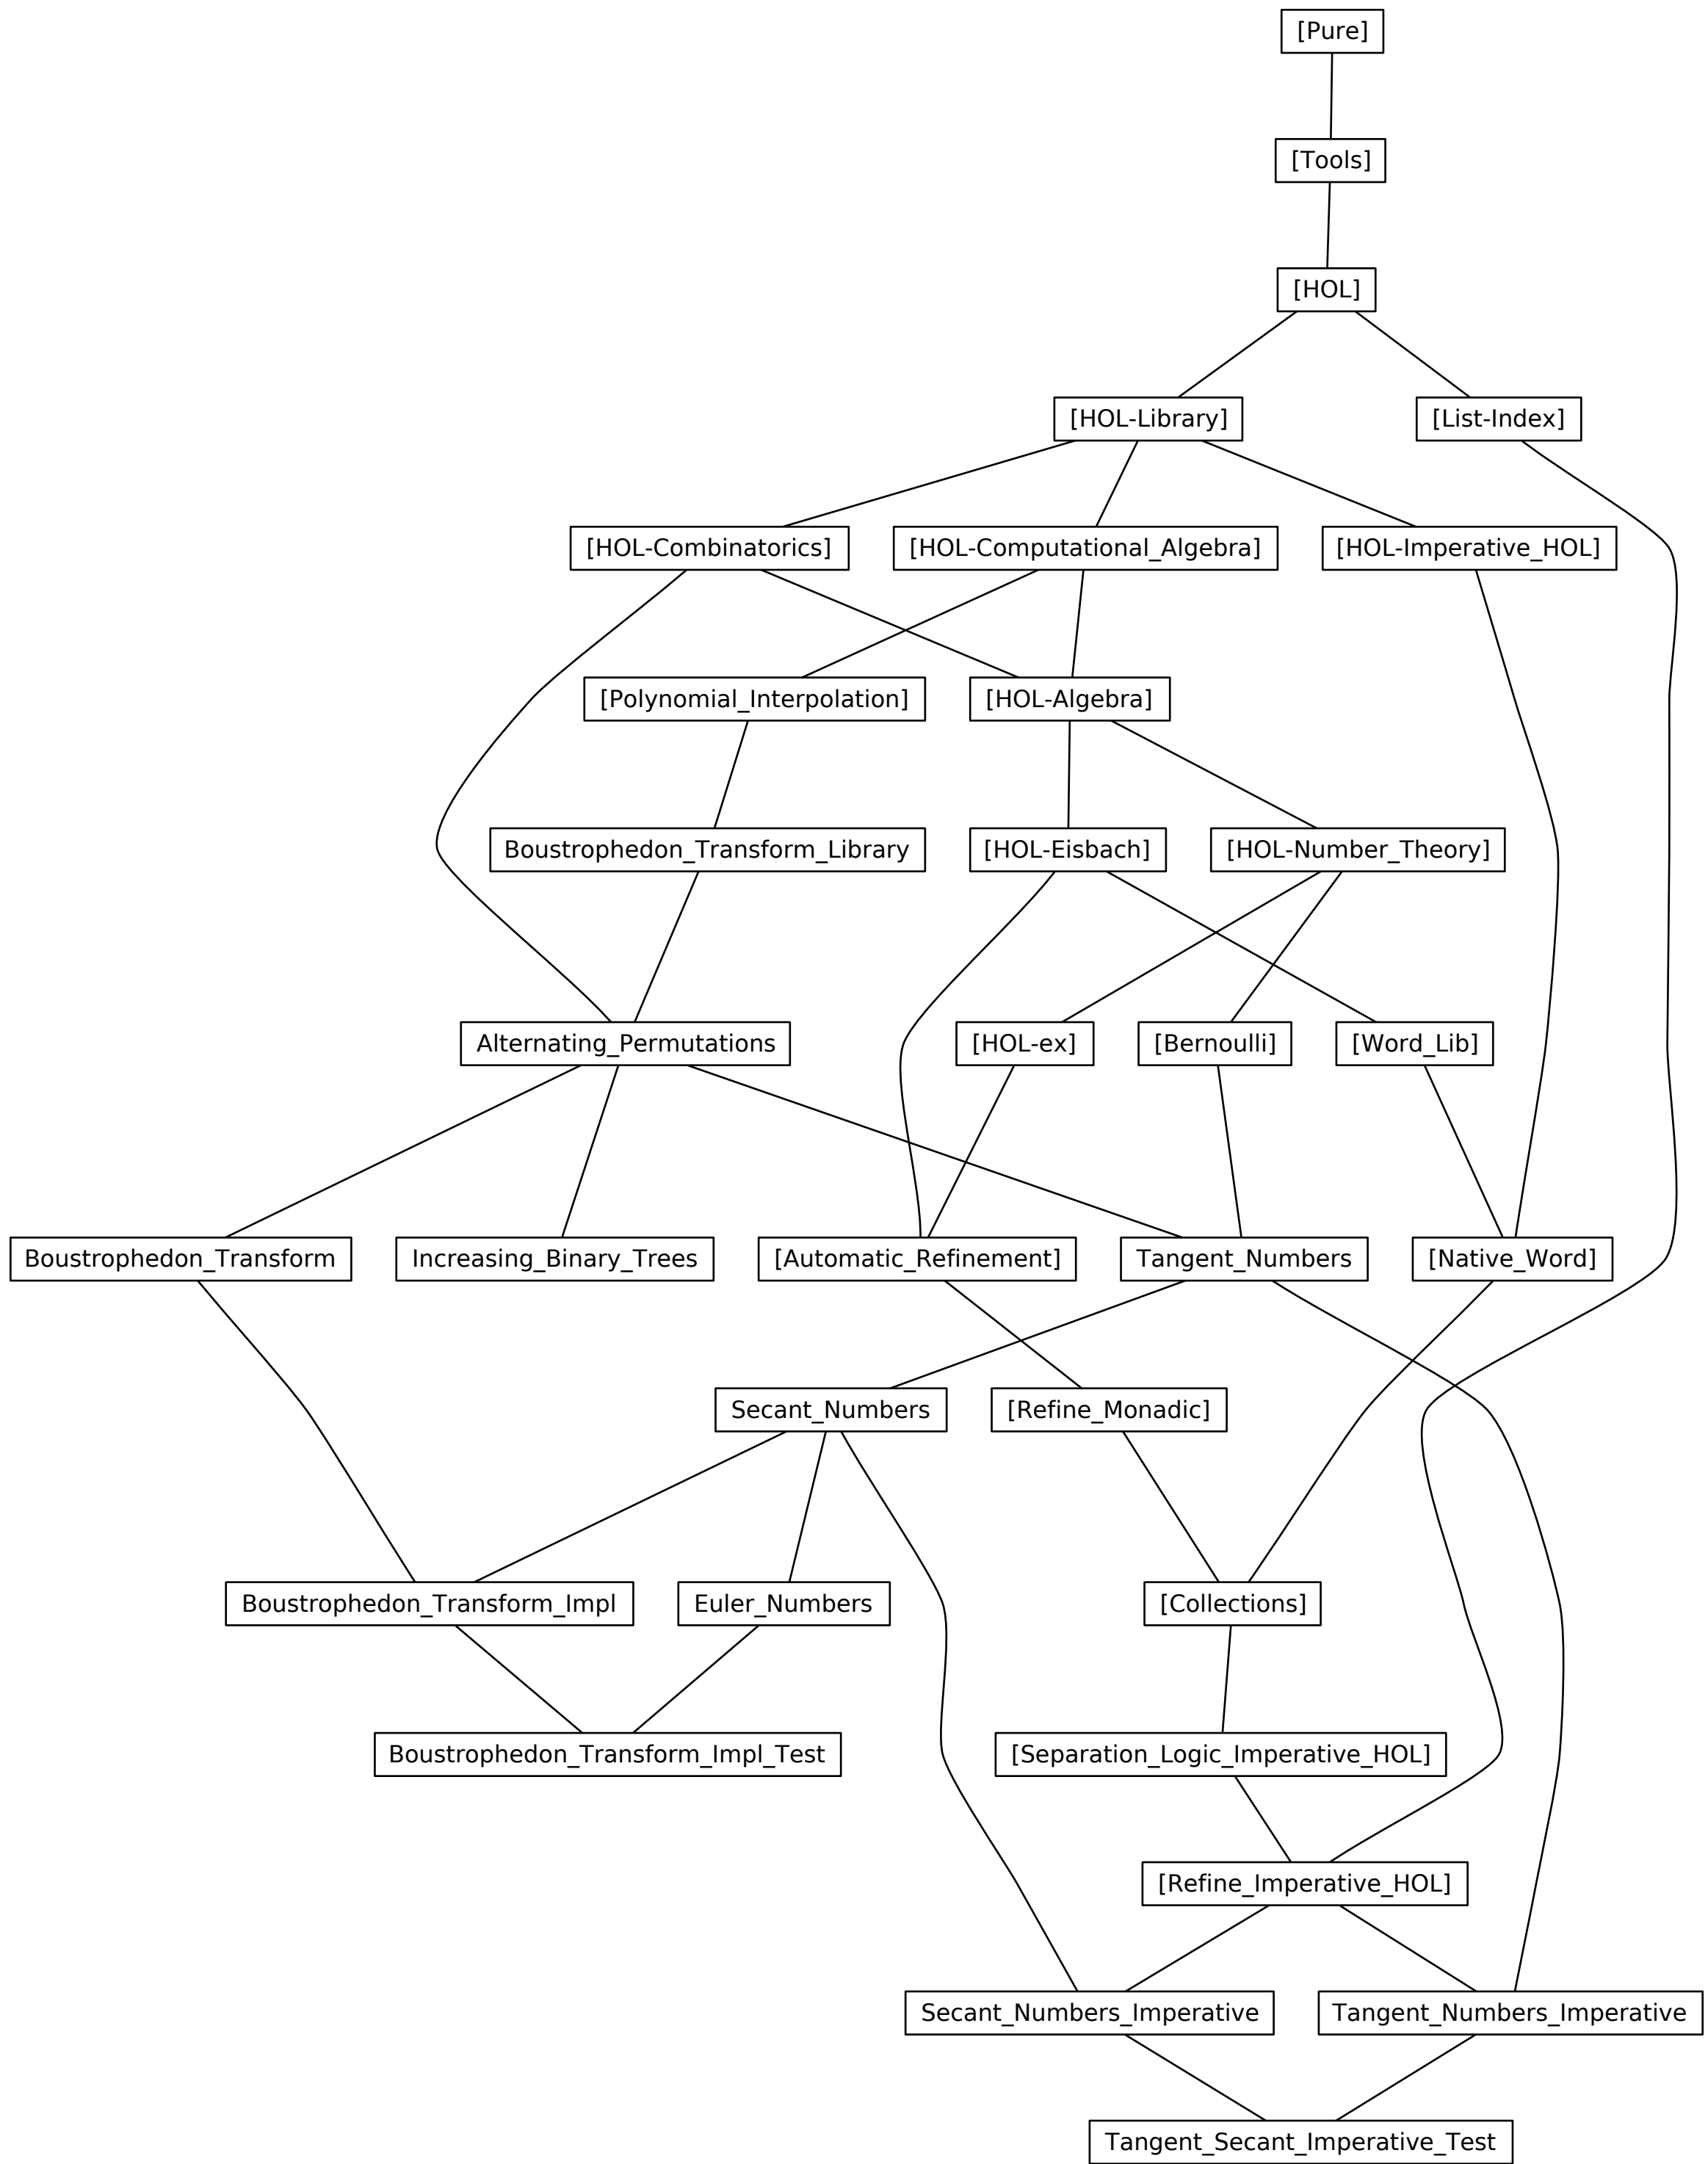 [Pure]
[Tools]
[HOL]
[HOL-Library]
[List-Index]
[HOL-Combinatorics]
[HOL-Computational_Algebra]
[HOL-Imperative_HOL]
[Polynomial_Interpolation]
[HOL-Algebra]
Boustrophedon_Transform_Library
[HOL-Eisbach]
[HOL-Number_Theory]
Alternating_Permutations
[HOL-ex]
[Bernoulli]
[Word_Lib]
Boustrophedon_Transform
Increasing_Binary_Trees
[Automatic_Refinement]
Tangent_Numbers
[Native_Word]
Secant_Numbers
[Refine_Monadic]
Boustrophedon_Transform_Impl
Euler_Numbers
[Collections]
Boustrophedon_Transform_Impl_Test
[Separation_Logic_Imperative_HOL]
[Refine_Imperative_HOL]
Secant_Numbers_Imperative
Tangent_Numbers_Imperative
Tangent_Secant_Imperative_Test